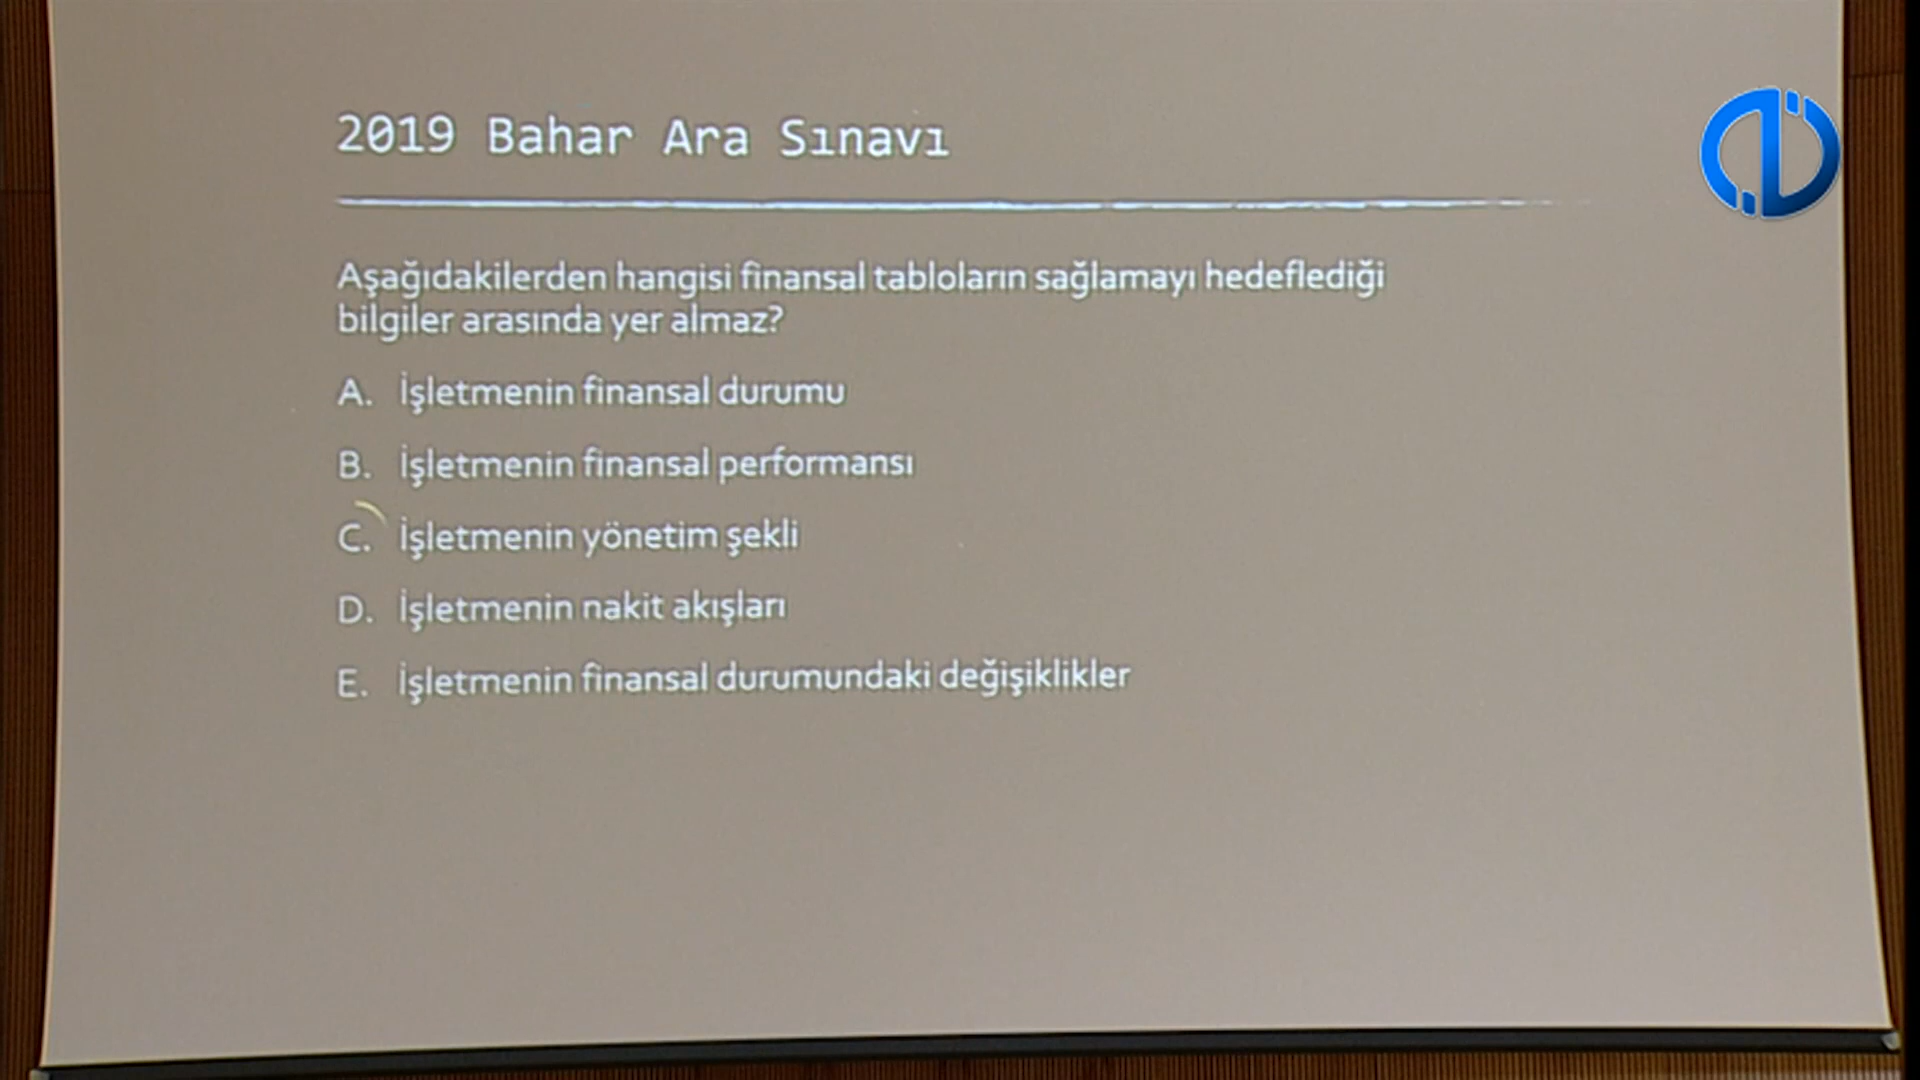 2019 Bahar Ara Sınavı
Aşağıdakilerden hangisi finansal tabloların sağlamayı hedeflediği
bilgiler arasında yer almaz?
A. İşletmenin finansal durumu
B. İşletmenin finansal performansı
C. İşletmenin yönetim şekli
D. İşletmenin nakit akışları
E. İşletmenin finansal durumundaki değişiklikler